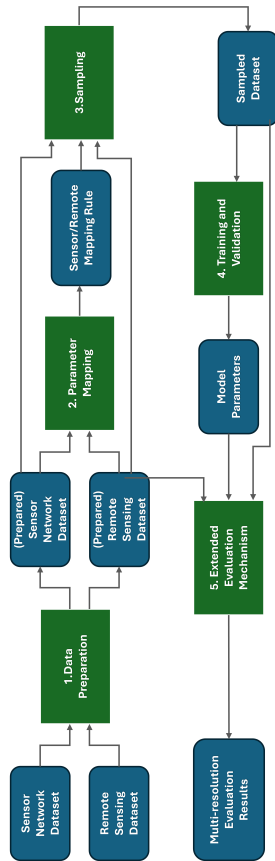 Sensor
Network
Dataset
Remote
Sensing
Dataset
1.Data
Preparation
(Prepared)
Sensor
Network
Dataset
(Prepared)
Remote
Sensing
Dataset
2. Parameter
Mapping
Sensor/Remote
Mapping Rule
3.Sampling
Sampled
Dataset
4. Training and
Validation
Model
Parameters
5. Extended
Evaluation
Mechanism
Multi-resolution
Evaluation
Results